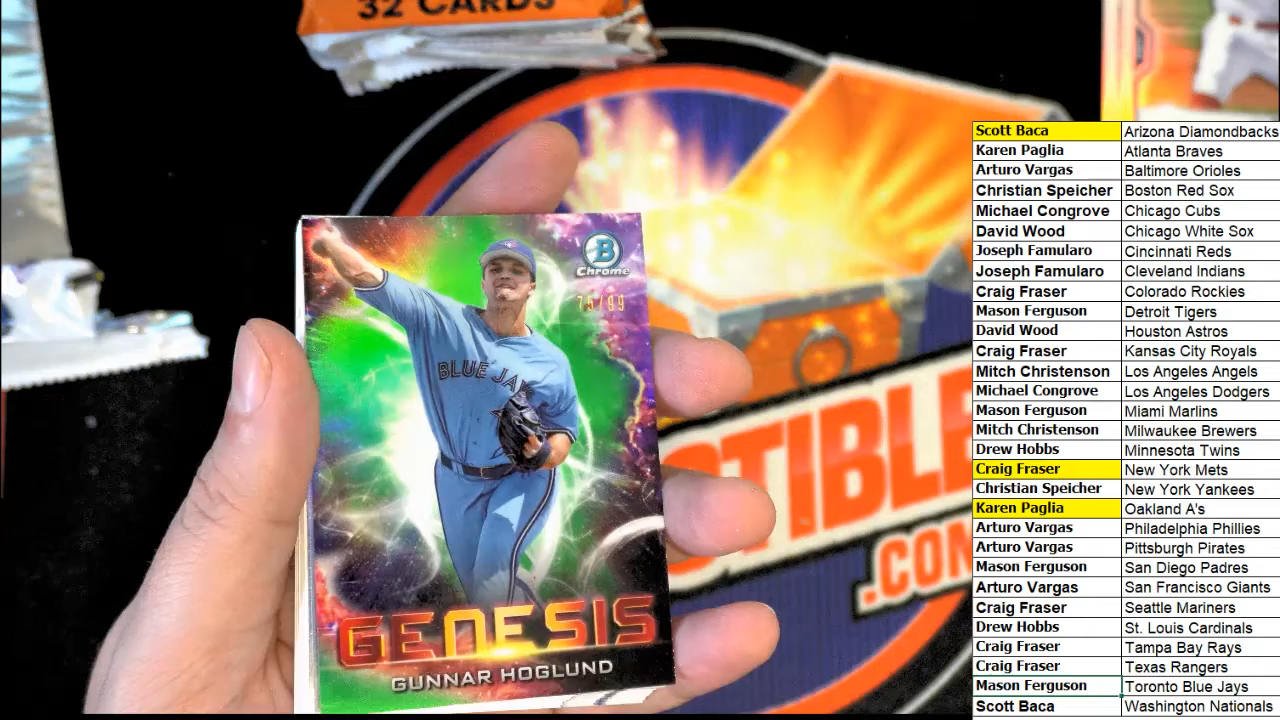 32 CARDS
B
Chrome
75/99
BLUE JAY
GENESIS
GUNNAR HOGLUND
CTIBLE
.CON
Scott Baca Arizona Diamondbacks
Karen Paglia Atlanta Braves
Arturo Vargas Baltimore Orioles
Christian Speicher Boston Red Sox
Michael Congrove Chicago Cubs
David Wood Chicago White Sox
Joseph Famularo Cincinnati Reds
Joseph Famularo Cleveland Indians
Craig Fraser Colorado Rockies
Mason Ferguson Detroit Tigers
David Wood Houston Astros
Craig Fraser Kansas City Royals
Mitch Christenson Los Angeles Angels
Michael Congrove Los Angeles Dodgers
Mason Ferguson Miami Marlins
Mitch Christenson Milwaukee Brewers
Drew Hobbs Minnesota Twins
Craig Fraser New York Mets
Christian Speicher New York Yankees
Karen Paglia Oakland A's
Arturo Vargas Philadelphia Phillies
Arturo Vargas Pittsburgh Pirates
Mason Ferguson San Diego Padres
Arturo Vargas San Francisco Giants
Craig Fraser Seattle Mariners
Drew Hobbs St. Louis Cardinals
Craig Fraser Tampa Bay Rays
Craig Fraser Texas Rangers
Mason Ferguson Toronto Blue Jays
Scott Baca Washington Nationals